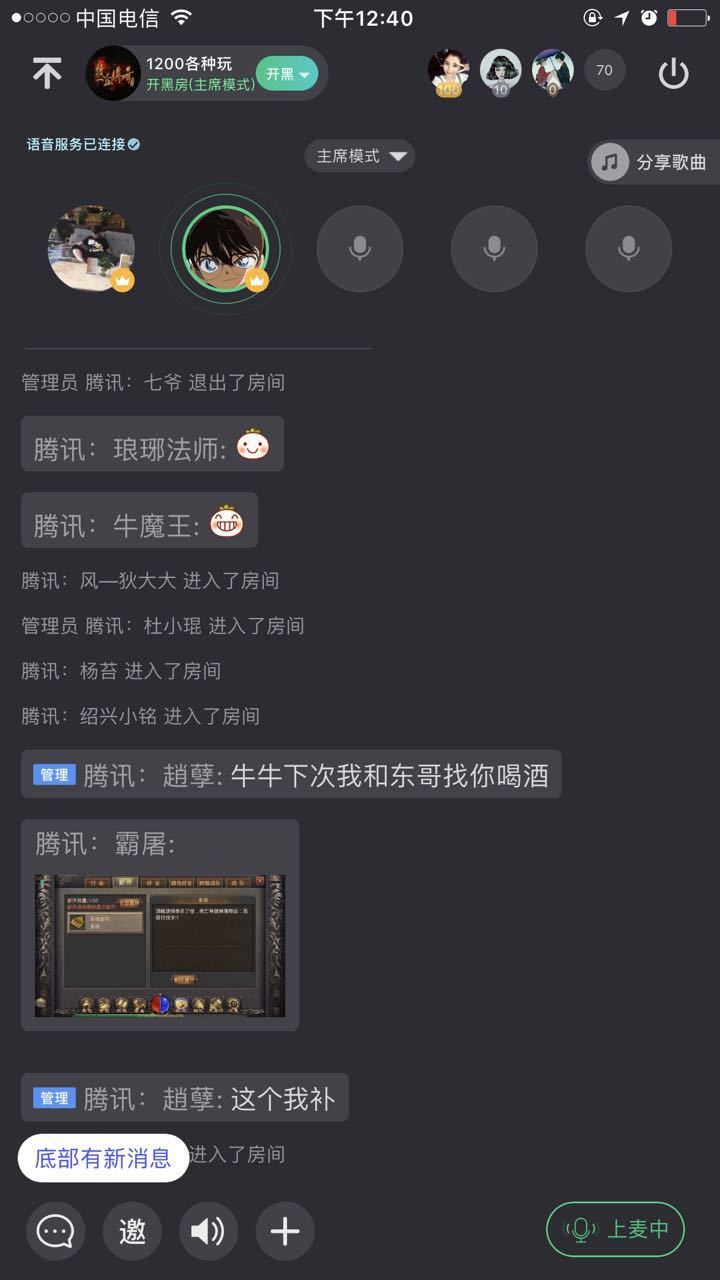 中国电信
下午12:40
1200各种玩
开黑房(主席模式)
开黑
100
10
0
70
语音服务已连接
主席模式
分享歌曲
管理员 腾讯：七爷 退出了房间
腾讯：琅琊法师:
腾讯：牛魔王:
腾讯：风—狄大大 进入了房间
管理员 腾讯：杜小琨 进入了房间
腾讯：杨苔 进入了房间
腾讯：绍兴小铭 进入了房间
管理 腾讯：趙孽: 牛牛下次我和东哥找你喝酒
腾讯：霸屠:
管理 腾讯：趙孽: 这个我补
底部有新消息
进入了房间
邀
上麦中